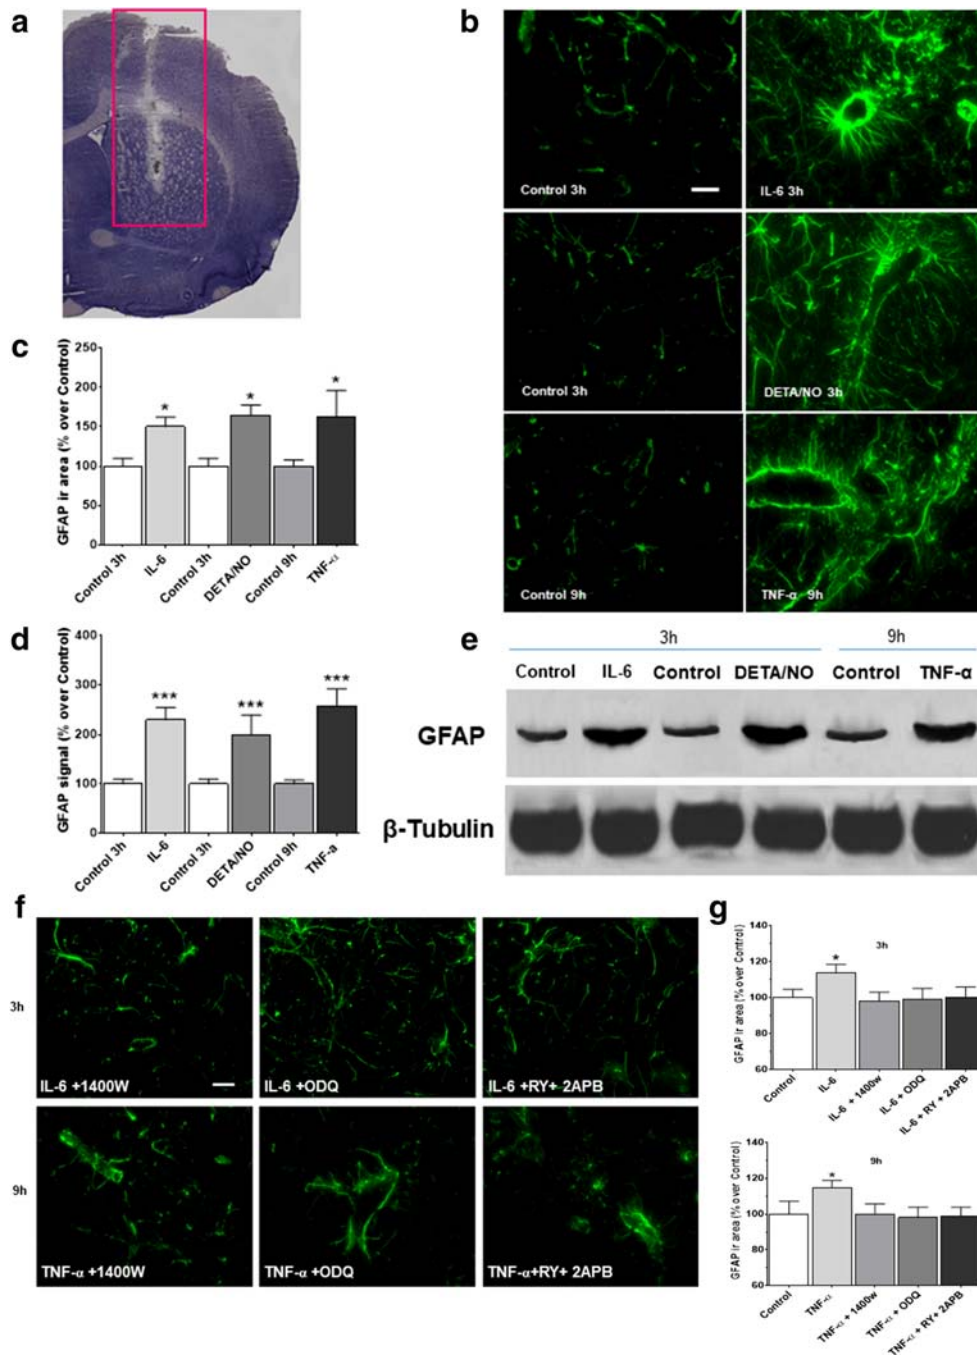 a
b
Control 3h
IL-6 3h
Control 3h
DETA/NO 3h
Control 9h
TNF-α 9h
c
GFAP ir area (% over Control)
250
200
150
100
50
0
*
*
*
Control 3h
IL-6
Control 3h
DETA/NO
Control 9h
TNF-α
d
GFAP signal (% over Control)
400
300
200
100
0
***
***
***
Control 3h
IL-6
Control 3h
DETA/NO
Control 9h
TNF-a
e
3h
9h
Control IL-6 Control DETA/NO Control TNF-α
GFAP
β-Tubulin
f
3h
IL-6 +1400W
IL-6 +ODQ
IL-6 +RY+ 2APB
9h
TNF-α +1400W
TNF-α +ODQ
TNF-α+RY+ 2APB
g
GFAP ir area (% over Control)
140
120
100
80
60
3h
*
Control
IL-6
IL-6 + 1400w
IL-6 + ODQ
IL-6 + RY + 2APB
GFAP ir area (% over Control)
140
120
100
80
60
9h
*
Control
TNF-α
TNF-α + 1400w
TNF-α + ODQ
TNF-α + RY+ 2APB